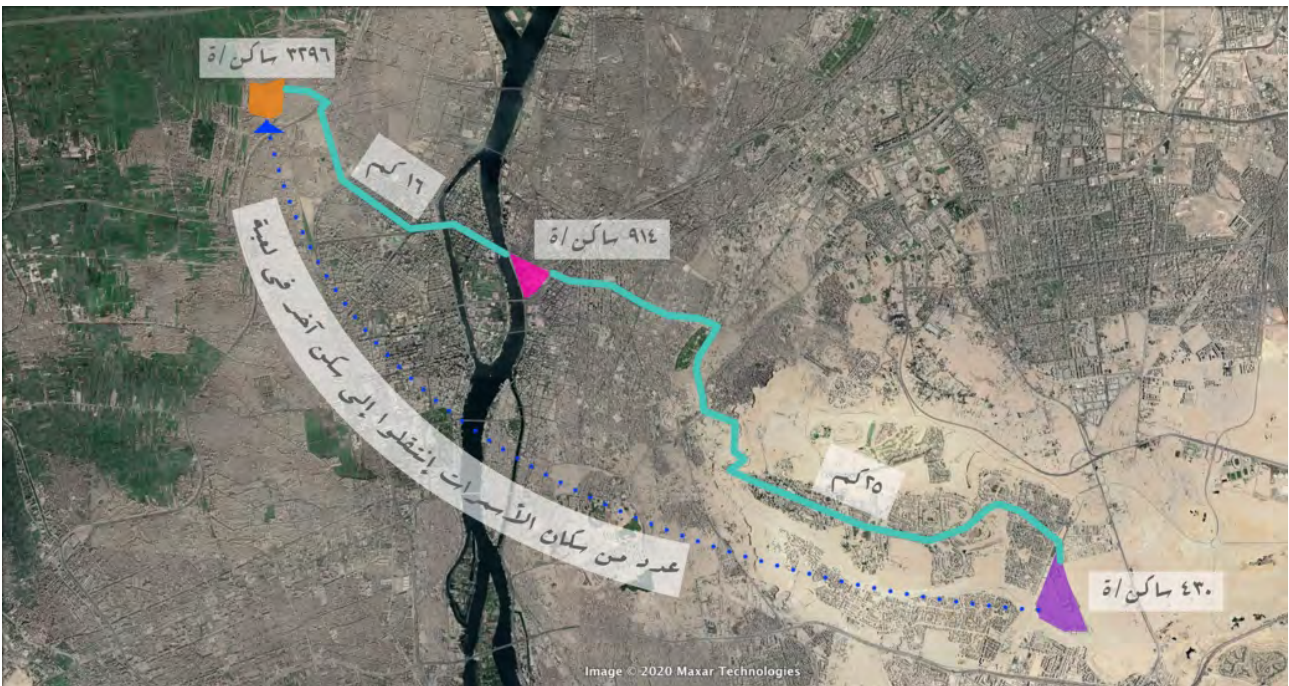 ٣٢٩٦ ساكن/ة
١٦ كم
٩١٤ ساكن/ة
عدد من سكان الأسمرات إنتقلوا إلى سكن آخر في لعبة
٢٥ كم
٤٣٠ ساكن/ة
Image © 2020 Maxar Technologies